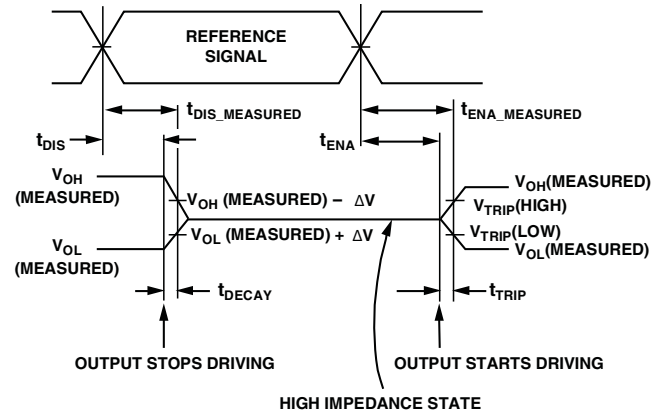 REFERENCE
SIGNAL
tDIS_MEASURED
tENA_MEASURED
tDIS
tENA
VOH
(MEASURED)
VOH (MEASURED) – ΔV
VOH(MEASURED)
VTRIP(HIGH)
VOL
(MEASURED)
VOL (MEASURED) + ΔV
VTRIP(LOW)
VOL(MEASURED)
tDECAY
tTRIP
OUTPUT STOPS DRIVING
OUTPUT STARTS DRIVING
HIGH IMPEDANCE STATE